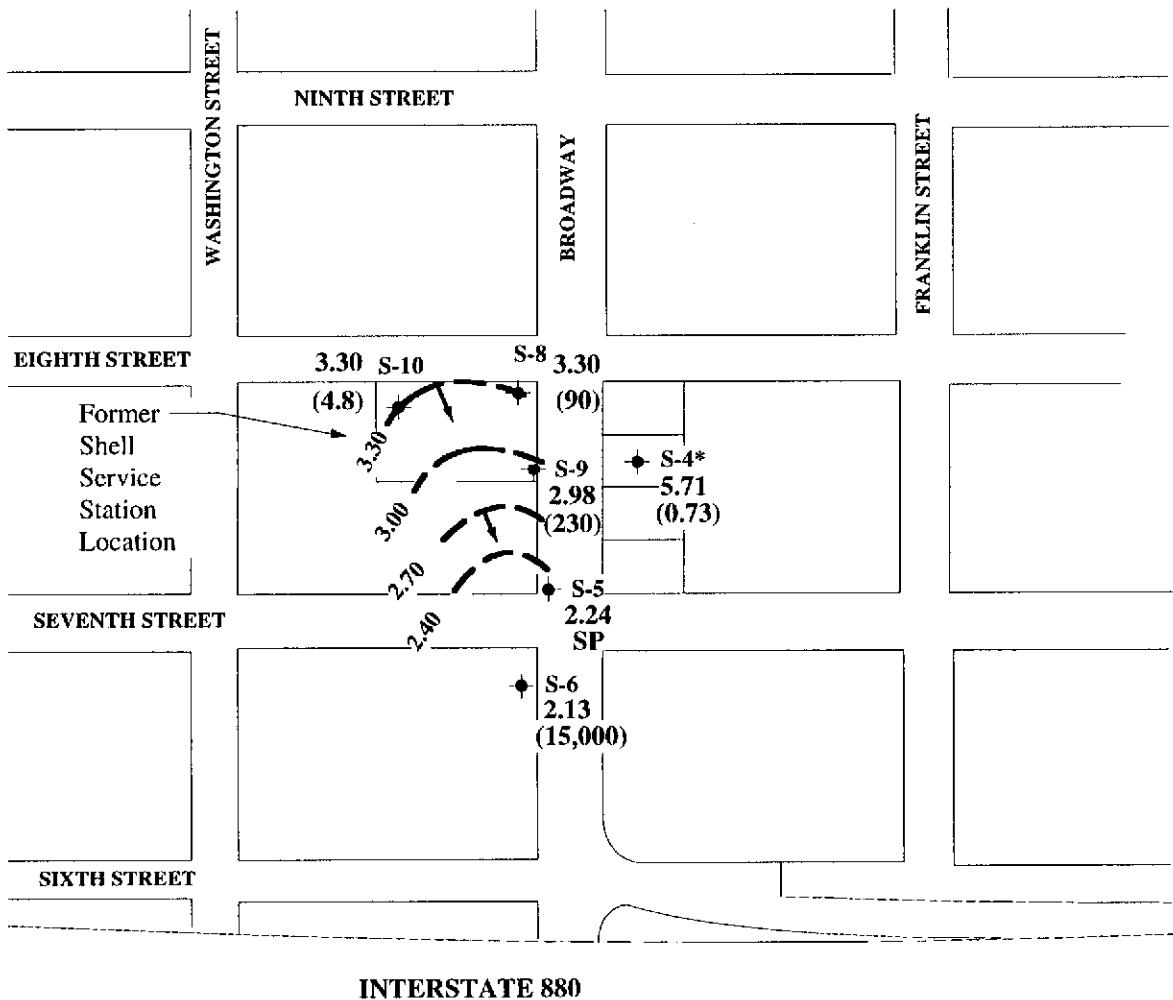 WASHINGTON STREET
NINTH STREET
BROADWAY
FRANKLIN STREET
EIGHTH STREET
3.30 S-10
(4.8)
S-8 3.30
(90)
Former
Shell
Service
Station
Location
3.30
S-9
2.98
(230)
S-4*
5.71
(0.73)
3.00
2.70
2.40
S-5
2.24
SP
SEVENTH STREET
S-6
2.13
(15,000)
SIXTH STREET
INTERSTATE 880